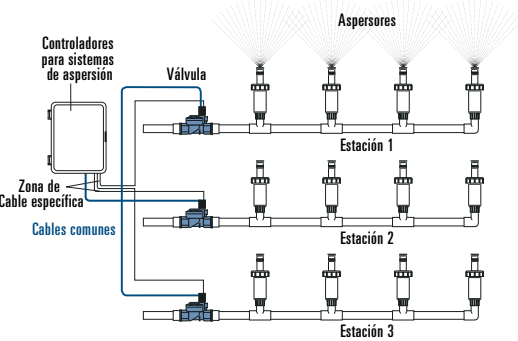 Aspersores
Controladores
para sistemas
de aspersión
Válvula
Estación 1
Zona de
Cable específica
Cables comunes
Estación 2
Estación 3